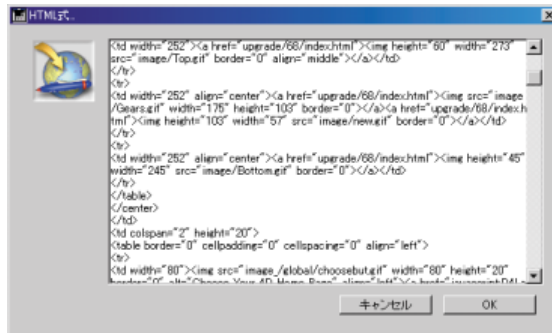 HTML式..
<td width="252"><a href="upgrade/68/index.html"><img height="60" width="273"
src="image/Top.gif" border="0" align="middle"></a></td>
</tr>
<tr>
<td width="252" align="center"><a href="upgrade/68/index.html"><img src="image
/Gears.gif" width="175" height="103" border="0"></a><a href="upgrade/68/index.h
tml"><img height="103" width="57" src="image/new.gif" border="0"></a></td>
</tr>
<tr>
<td width="252" align="center"><a href="upgrade/68/index.html"><img height="45"
width="245" src="image/Bottom.gif" border="0"></a></td>
</tr>
</table>
</center>
</td>
<td colspan="2" height="20">
<table border="0" cellpadding="0" cellspacing="0" align="left">
<tr>
<td width="80"><img src="image_/global/choosebut.gif" width="80" height="20"
キャンセル
OK